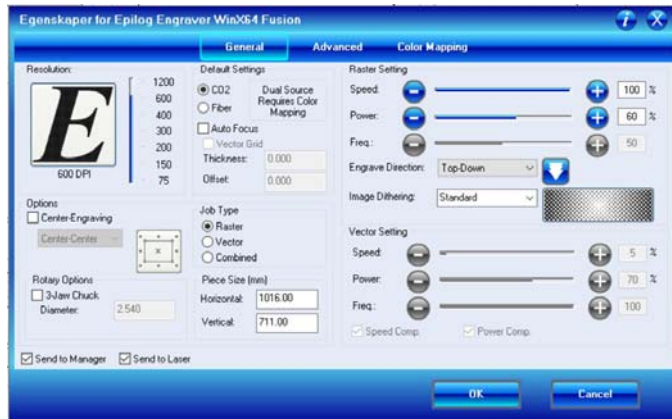 Egenskaper for Epilog Engraver WinX64 Fusion
General Advanced Color Mapping
Resolution:
E
1200
600
400
300
200
150
75
600 DPI
Options
Center-Engraving
Center-Center
Rotary Options
3-Jaw Chuck
Diameter: 2.540
Default Settings
CO2
Fiber
Dual Source
Requires Color
Mapping
Auto Focus
Vector Grid
Thickness: 0.000
Offset: 0.000
Job Type
Raster
Vector
Combined
Piece Size (mm)
Horizontal: 1016.00
Vertical: 711.00
Raster Setting
Speed: 100 %
Power: 60 %
Freq.: 50
Engrave Direction: Top-Down
Image Dithering: Standard
Vector Setting
Speed: 5 %
Power: 70 %
Freq.: 100
Speed Comp. Power Comp.
Send to Manager Send to Laser
OK Cancel